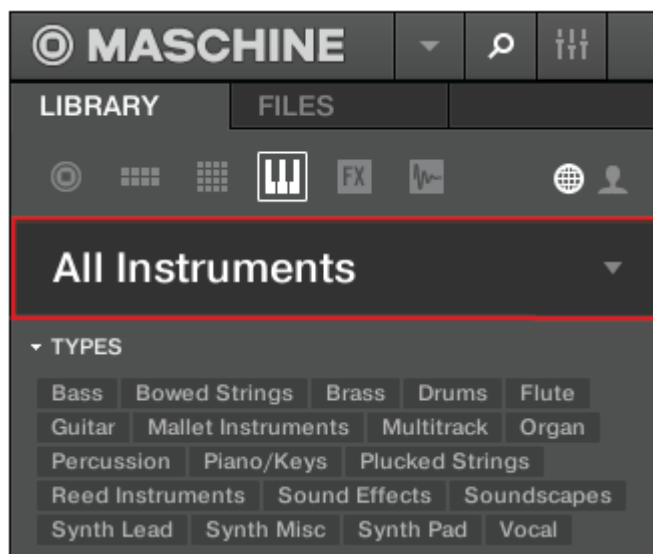 MASCHINE
LIBRARY FILES
FX
All Instruments
TYPES
Bass Bowed Strings Brass Drums Flute
Guitar Mallet Instruments Multitrack Organ
Percussion Piano/Keys Plucked Strings
Reed Instruments Sound Effects Soundscapes
Synth Lead Synth Misc Synth Pad Vocal